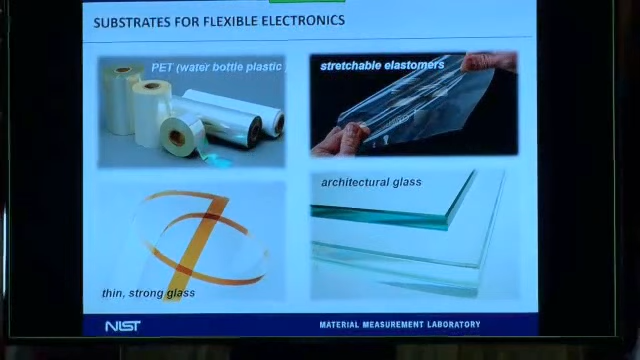 SUBSTRATES FOR FLEXIBLE ELECTRONICS
PET (water bottle plastic
stretchable elastomers
architectural glass
thin, strong glass
NIST
MATERIAL MEASUREMENT LABORATORY